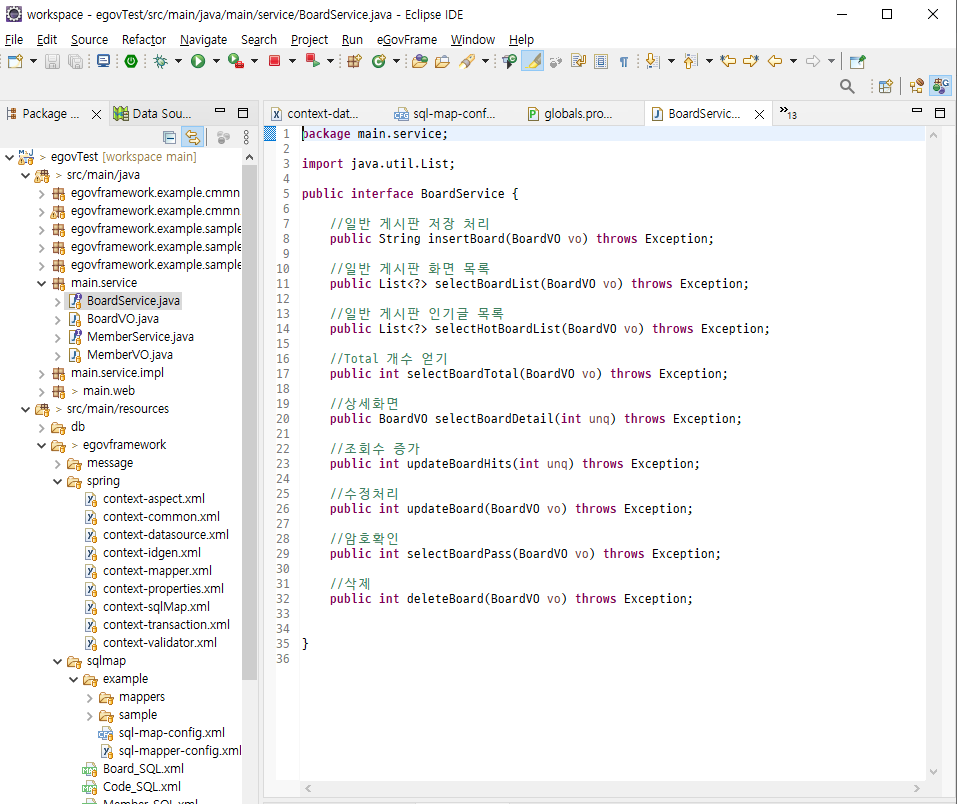 workspace - egovTest/src/main/java/main/service/BoardService.java - Eclipse IDE
File Edit Source Refactor Navigate Search Project Run eGovFrame Window Help
Package ... Data Sou...
egovTest [workspace main]
src/main/java
egovframework.example.cmmn
egovframework.example.cmmn
egovframework.example.sample
egovframework.example.sample
egovframework.example.sample
main.service
BoardService.java
BoardVO.java
MemberService.java
MemberVO.java
main.service.impl
main.web
src/main/resources
db
egovframework
message
spring
context-aspect.xml
context-common.xml
context-datasource.xml
context-idgen.xml
context-mapper.xml
context-properties.xml
context-sqlMap.xml
context-transaction.xml
context-validator.xml
sqlmap
example
mappers
sample
sql-map-config.xml
sql-mapper-config.xml
Board_SQL.xml
Code_SQL.xml
Member_SQL.xml
context-dat... sql-map-conf... globals.pro... BoardServic... 13
1 package main.service;
2
3 import java.util.List;
4
5 public interface BoardService {
6
7 //일반 게시판 저장 처리
8 public String insertBoard(BoardVO vo) throws Exception;
9
10 //일반 게시판 화면 목록
11 public List<?> selectBoardList(BoardVO vo) throws Exception;
12
13 //일반 게시판 인기글 목록
14 public List<?> selectHotBoardList(BoardVO vo) throws Exception;
15
16 //Total 개수 얻기
17 public int selectBoardTotal(BoardVO vo) throws Exception;
18
19 //상세화면
20 public BoardVO selectBoardDetail(int unq) throws Exception;
21
22 //조회수 증가
23 public int updateBoardHits(int unq) throws Exception;
24
25 //수정처리
26 public int updateBoard(BoardVO vo) throws Exception;
27
28 //암호확인
29 public int selectBoardPass(BoardVO vo) throws Exception;
30
31 //삭제
32 public int deleteBoard(BoardVO vo) throws Exception;
33
34
35 }
36